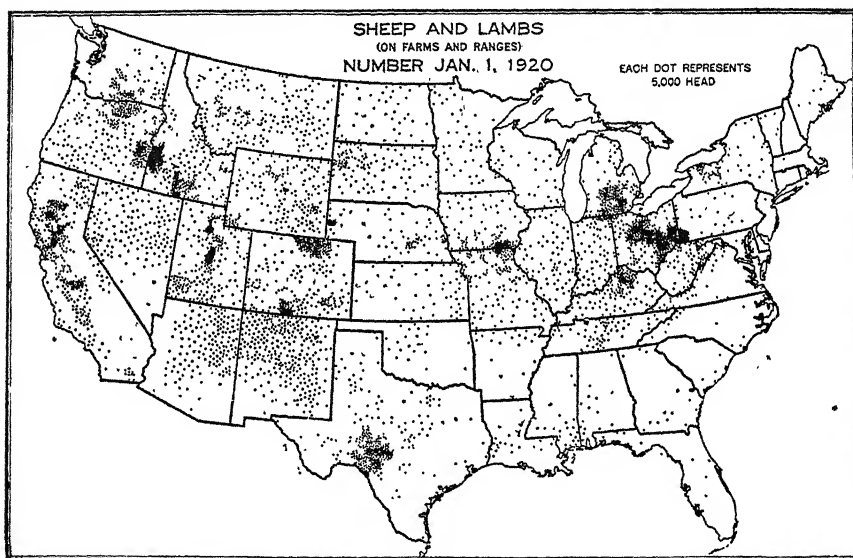 SHEEP AND LAMBS
(ON FARMS AND RANGES)
NUMBER JAN. 1, 1920
EACH DOT REPRESENTS
5,000 HEAD